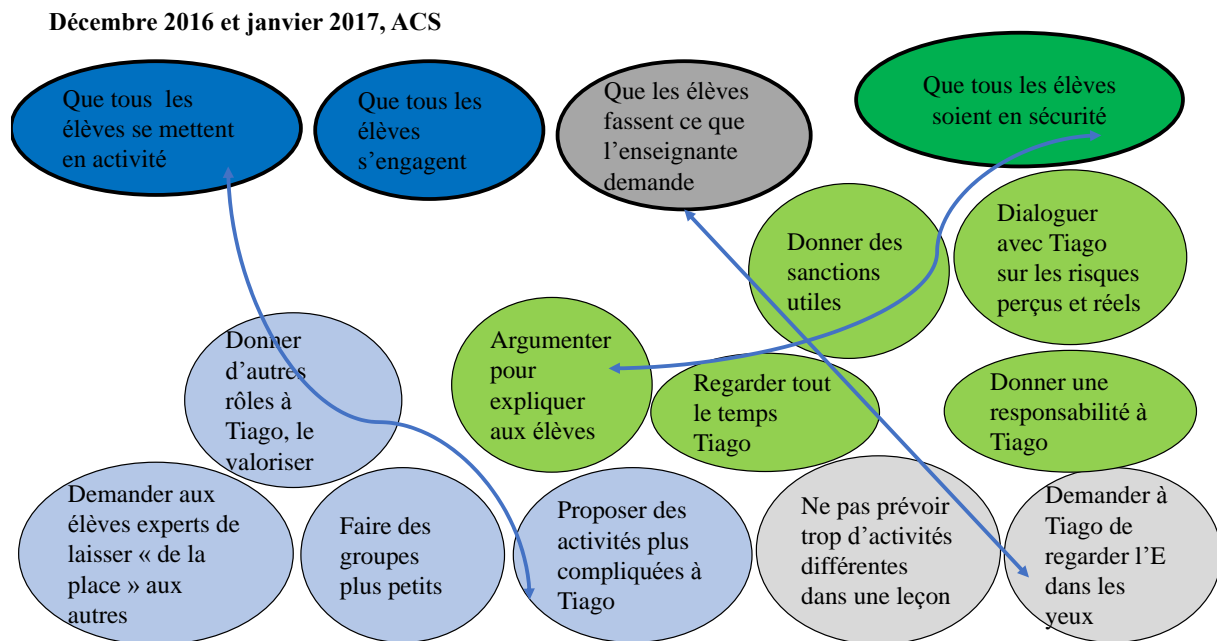 Décembre 2016 et janvier 2017, ACS
Que tous les
élèves se mettent
en activité
Que tous les
élèves
s’engagent
Que les élèves
fassent ce que
l’enseignante
demande
Que tous les élèves
soient en sécurité
Donner des
sanctions
utiles
Dialoguer
avec Tiago
sur les risques
perçus et réels
Donner
d’autres
rôles à
Tiago, le
valoriser
Argumenter
pour
expliquer
aux élèves
Regarder tout
le temps
Tiago
Donner une
responsabilité à
Tiago
Demander aux
élèves experts de
laisser « de la
place » aux
autres
Faire des
groupes
plus petits
Proposer des
activités plus
compliquées à
Tiago
Ne pas prévoir
trop d’activités
différentes
dans une leçon
Demander à
Tiago de
regarder l’E
dans les
yeux